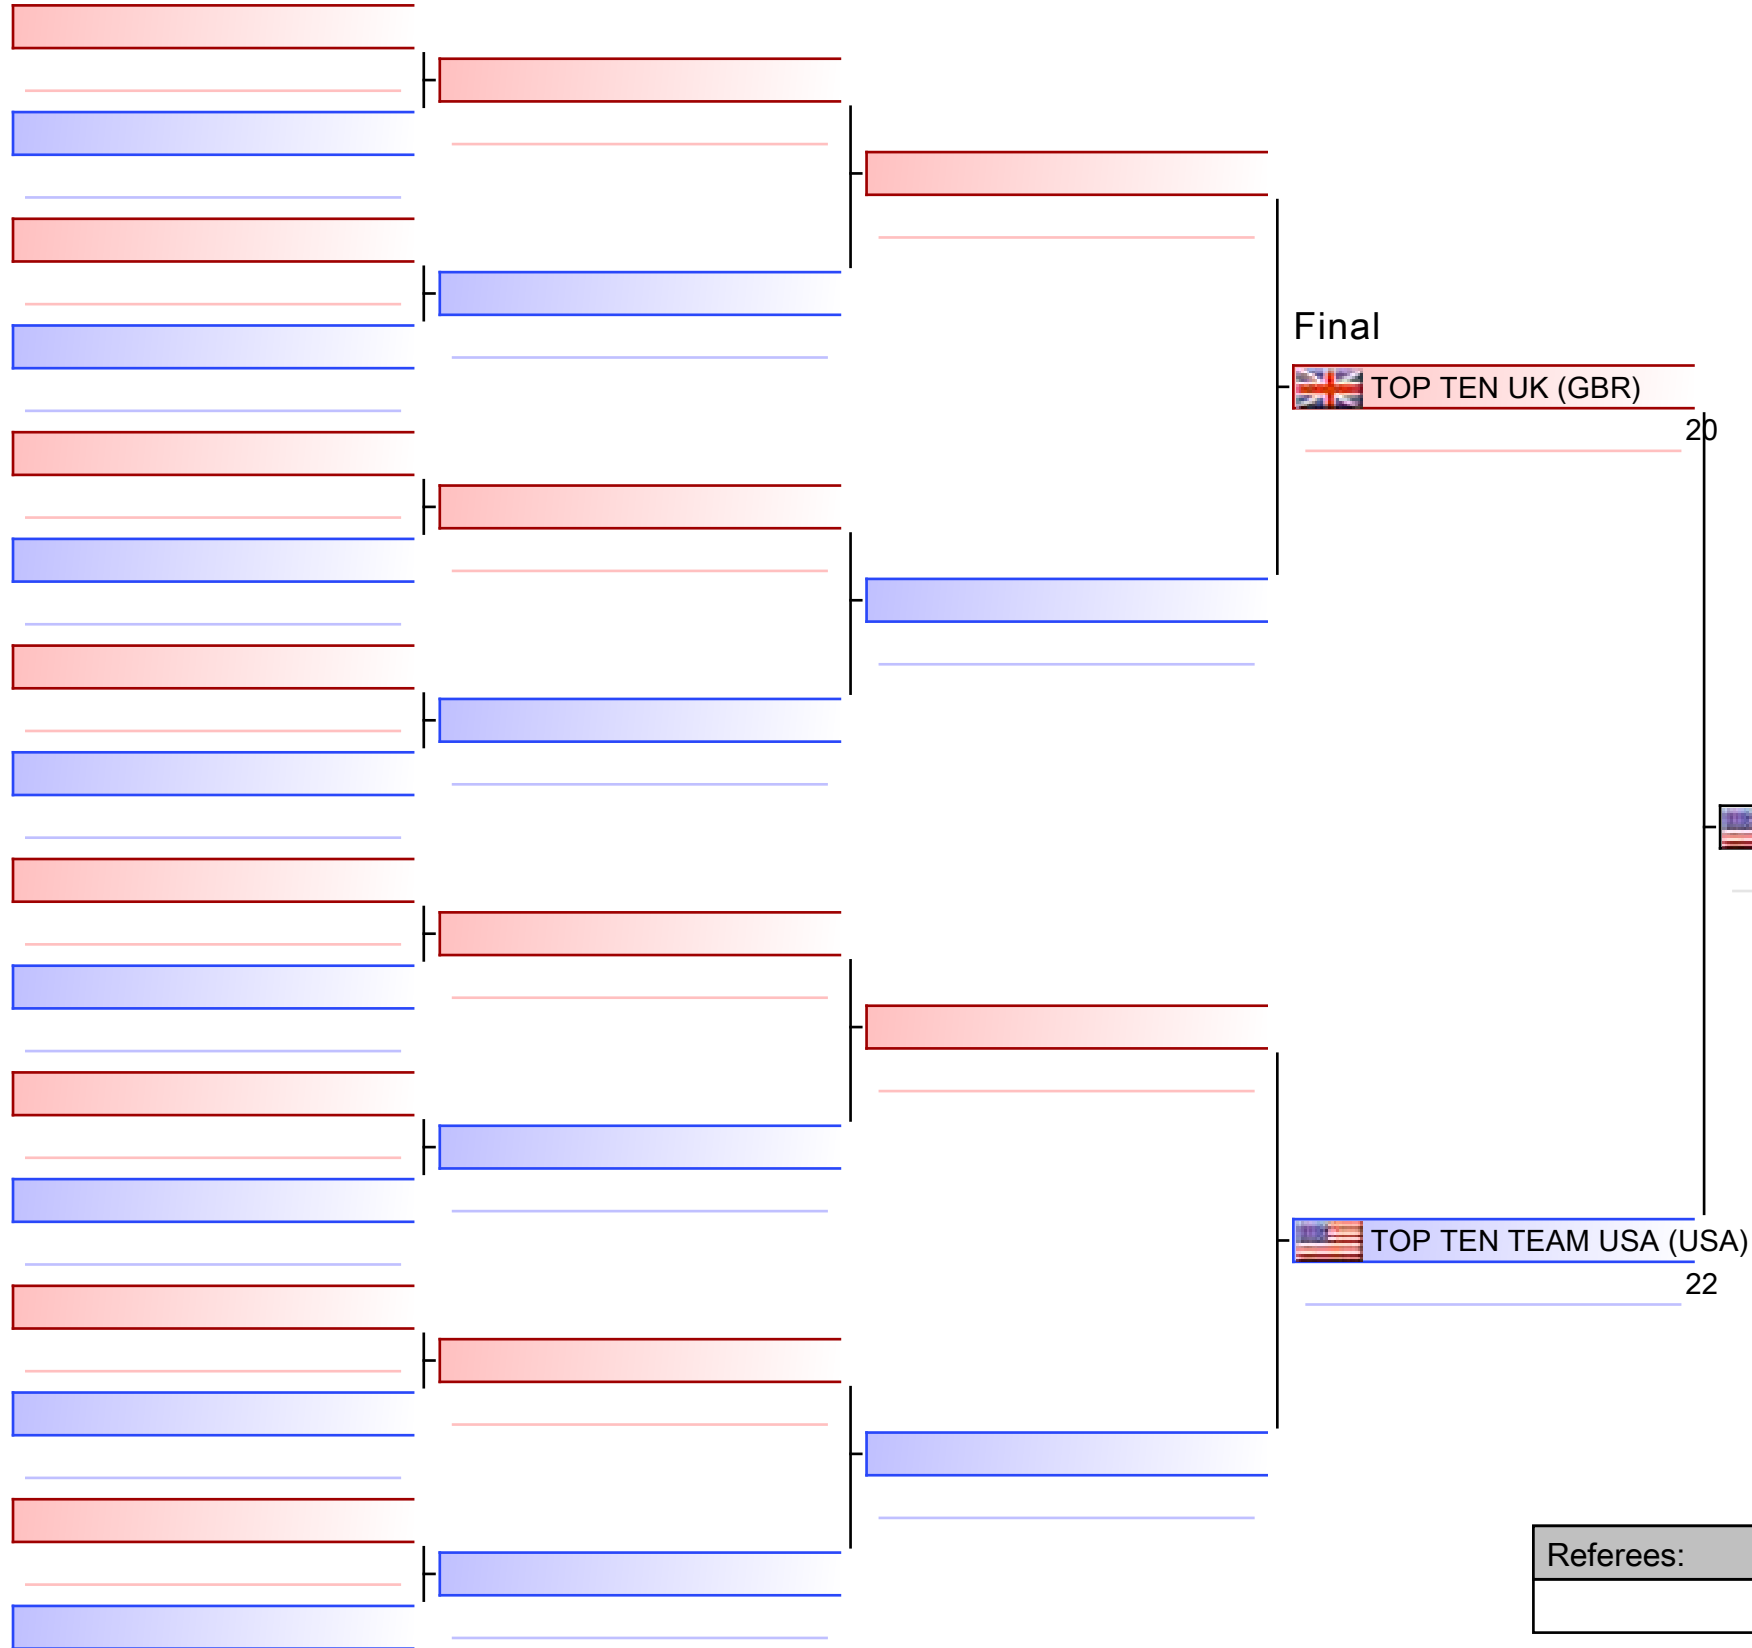 Final
TOP TEN UK (GBR)
20
TOP TEN TEAM USA (USA)
22
Referees: